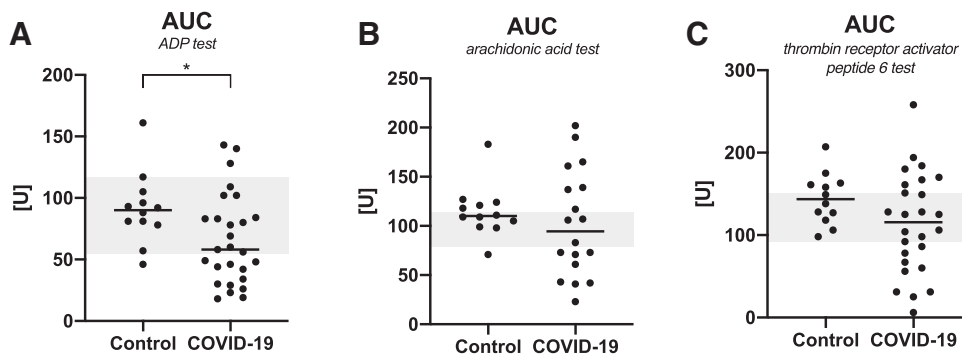 A
AUC
ADP test
*
[U]
200
150
100
50
0
Control COVID-19
B
AUC
arachidonic acid test
[U]
250
200
150
100
50
0
Control COVID-19
C
AUC
thrombin receptor activator
peptide 6 test
[U]
300
200
100
0
Control COVID-19